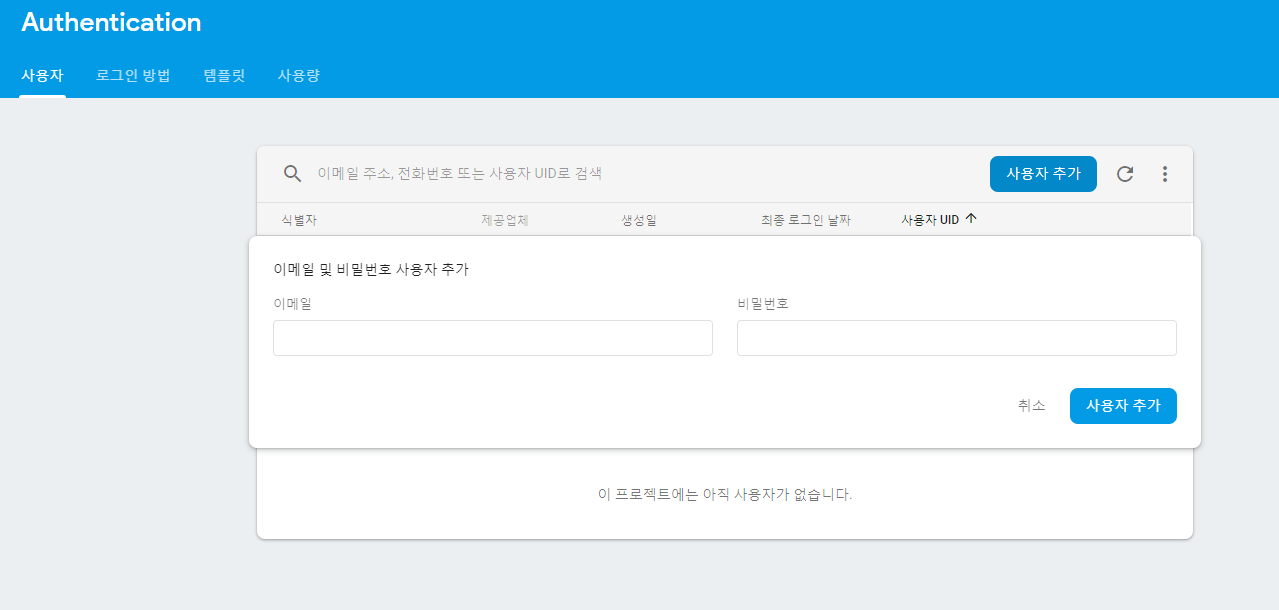 Authentication
사용자 로그인 방법 템플릿 사용량
이메일 주소, 전화번호 또는 사용자 UID로 검색 사용자 추가
식별자 제공업체 생성일 최종 로그인 날짜 사용자 UID
이메일 및 비밀번호 사용자 추가
이메일 비밀번호
취소 사용자 추가
이 프로젝트에는 아직 사용자가 없습니다.